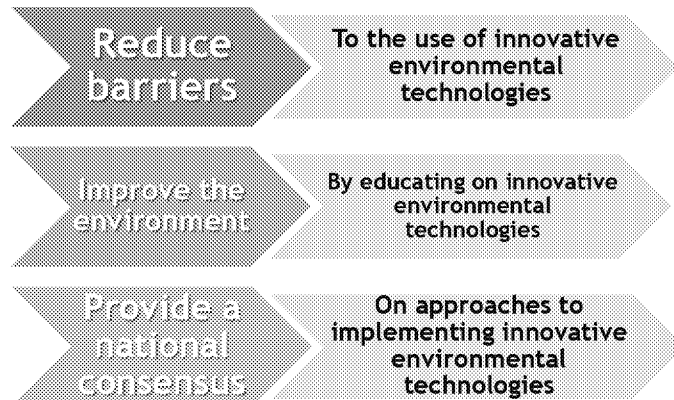 Reduce
barriers
To the use of innovative
environmental
technologies
Improve the
environment
By educating on innovative
environmental
technologies
Provide a
national
consensus
On approaches to
implementing innovative
environmental
technologies